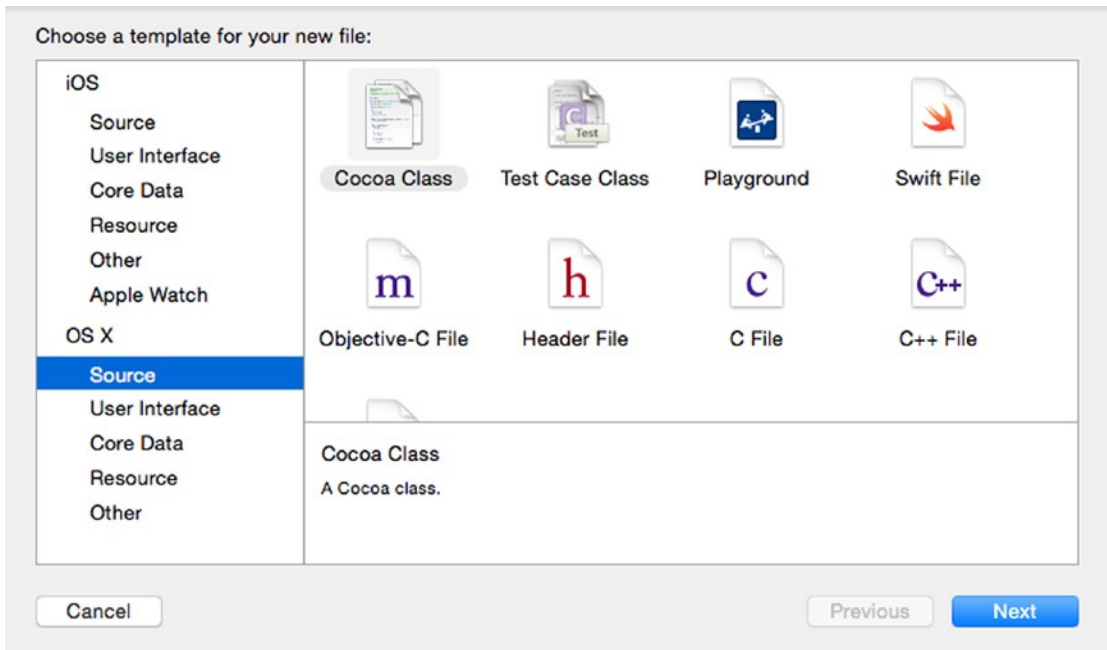 Choose a template for your new file:
iOS
Source
User Interface
Core Data
Resource
Other
Apple Watch
OS X
Source
User Interface
Core Data
Resource
Other
Test
Cocoa Class
Test Case Class
Playground
Swift File
m
h
c
C++
Objective-C File
Header File
C File
C++ File
Cocoa Class
A Cocoa class.
Cancel
Previous
Next